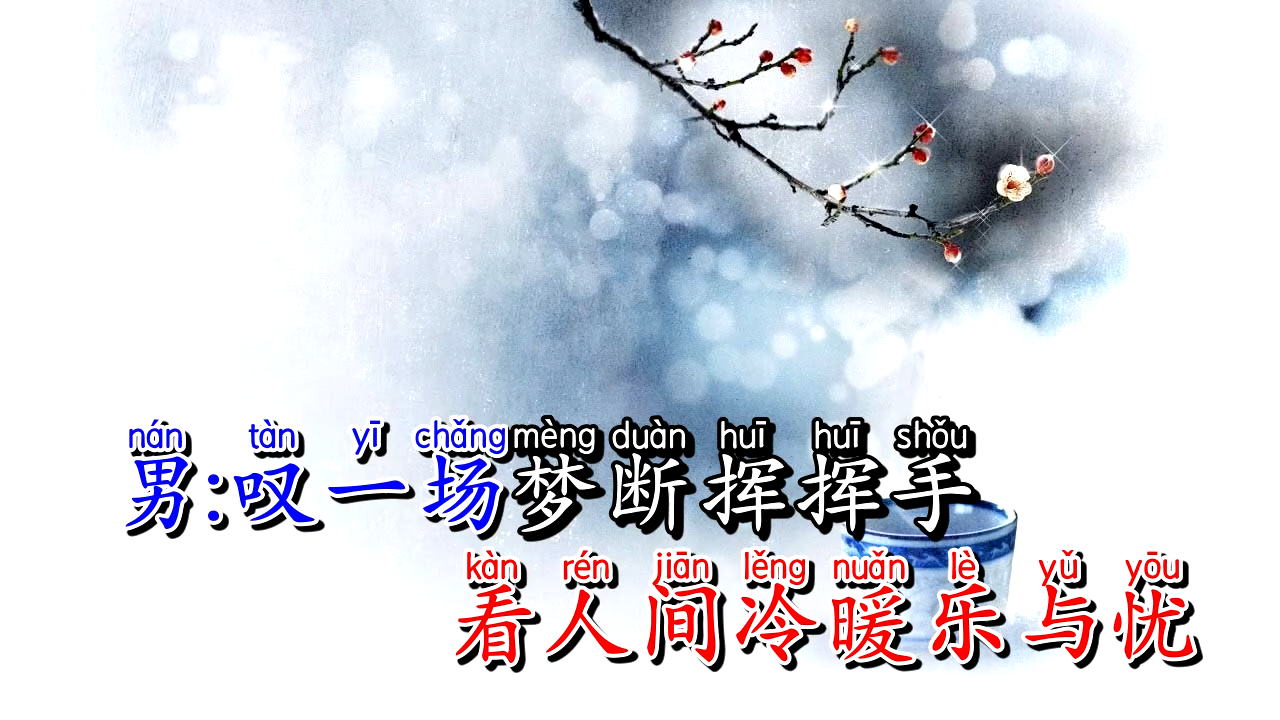 nán tàn yī chǎng mèng duàn huī huī shǒu
男:叹一场梦断挥挥手
kàn rén jiān lěng nuǎn lè yǔ yōu
看人间冷暖乐与忧